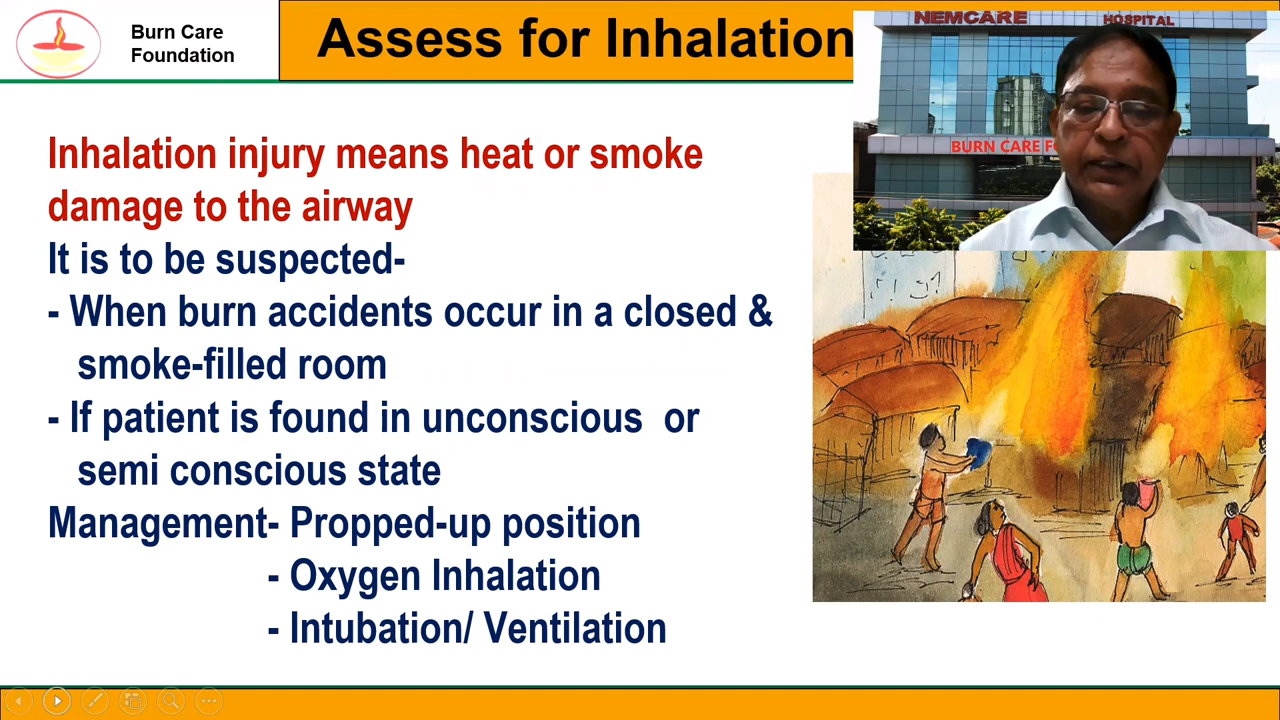 Burn Care
Foundation
Assess for Inhalation
NEMCARE HOSPITAL
BURN CARE
Inhalation injury means heat or smoke
damage to the airway
It is to be suspected-
- When burn accidents occur in a closed &
smoke-filled room
- If patient is found in unconscious or
semi conscious state
Management- Propped-up position
- Oxygen Inhalation
- Intubation/ Ventilation